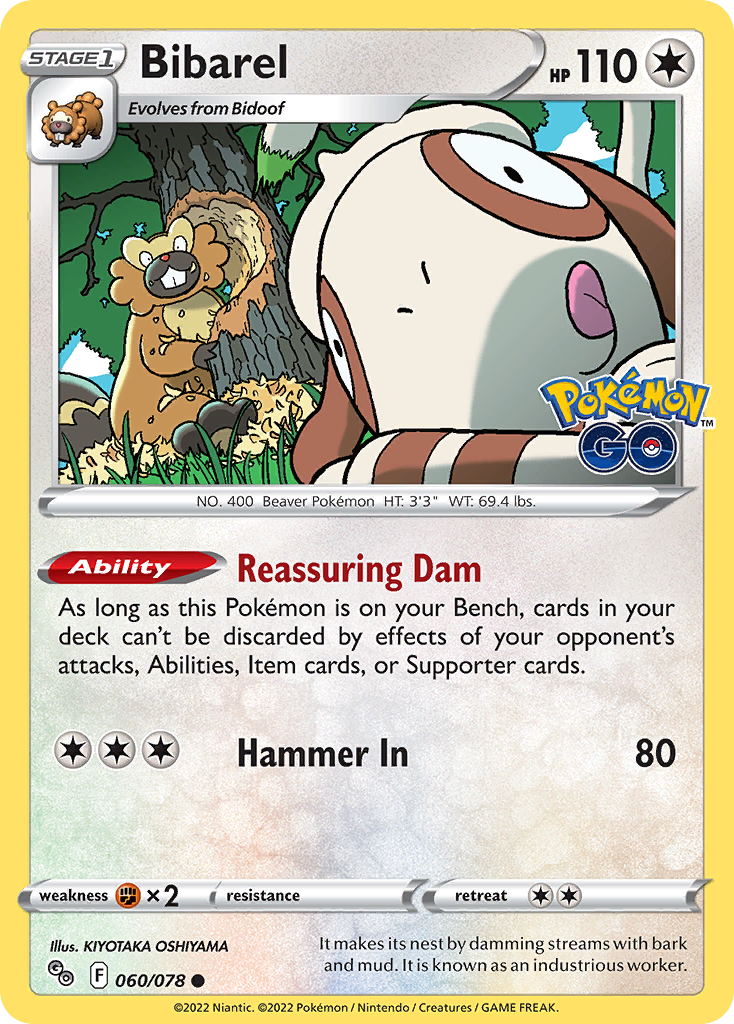 STAGE1
Bibarel
HP 110
Evolves from Bidoof
POKéMON™
GO
NO. 400 Beaver Pokémon HT: 3'3" WT: 69.4 lbs.
Ability Reassuring Dam
As long as this Pokémon is on your Bench, cards in your
deck can't be discarded by effects of your opponent's
attacks, Abilities, Item cards, or Supporter cards.
Hammer In 80
weakness ×2 resistance retreat
Illus. KIYOTAKA OSHIYAMA
It makes its nest by damming streams with bark
and mud. It is known as an industrious worker.
GO F 060/078
©2022 Niantic. ©2022 Pokémon / Nintendo / Creatures / GAME FREAK.